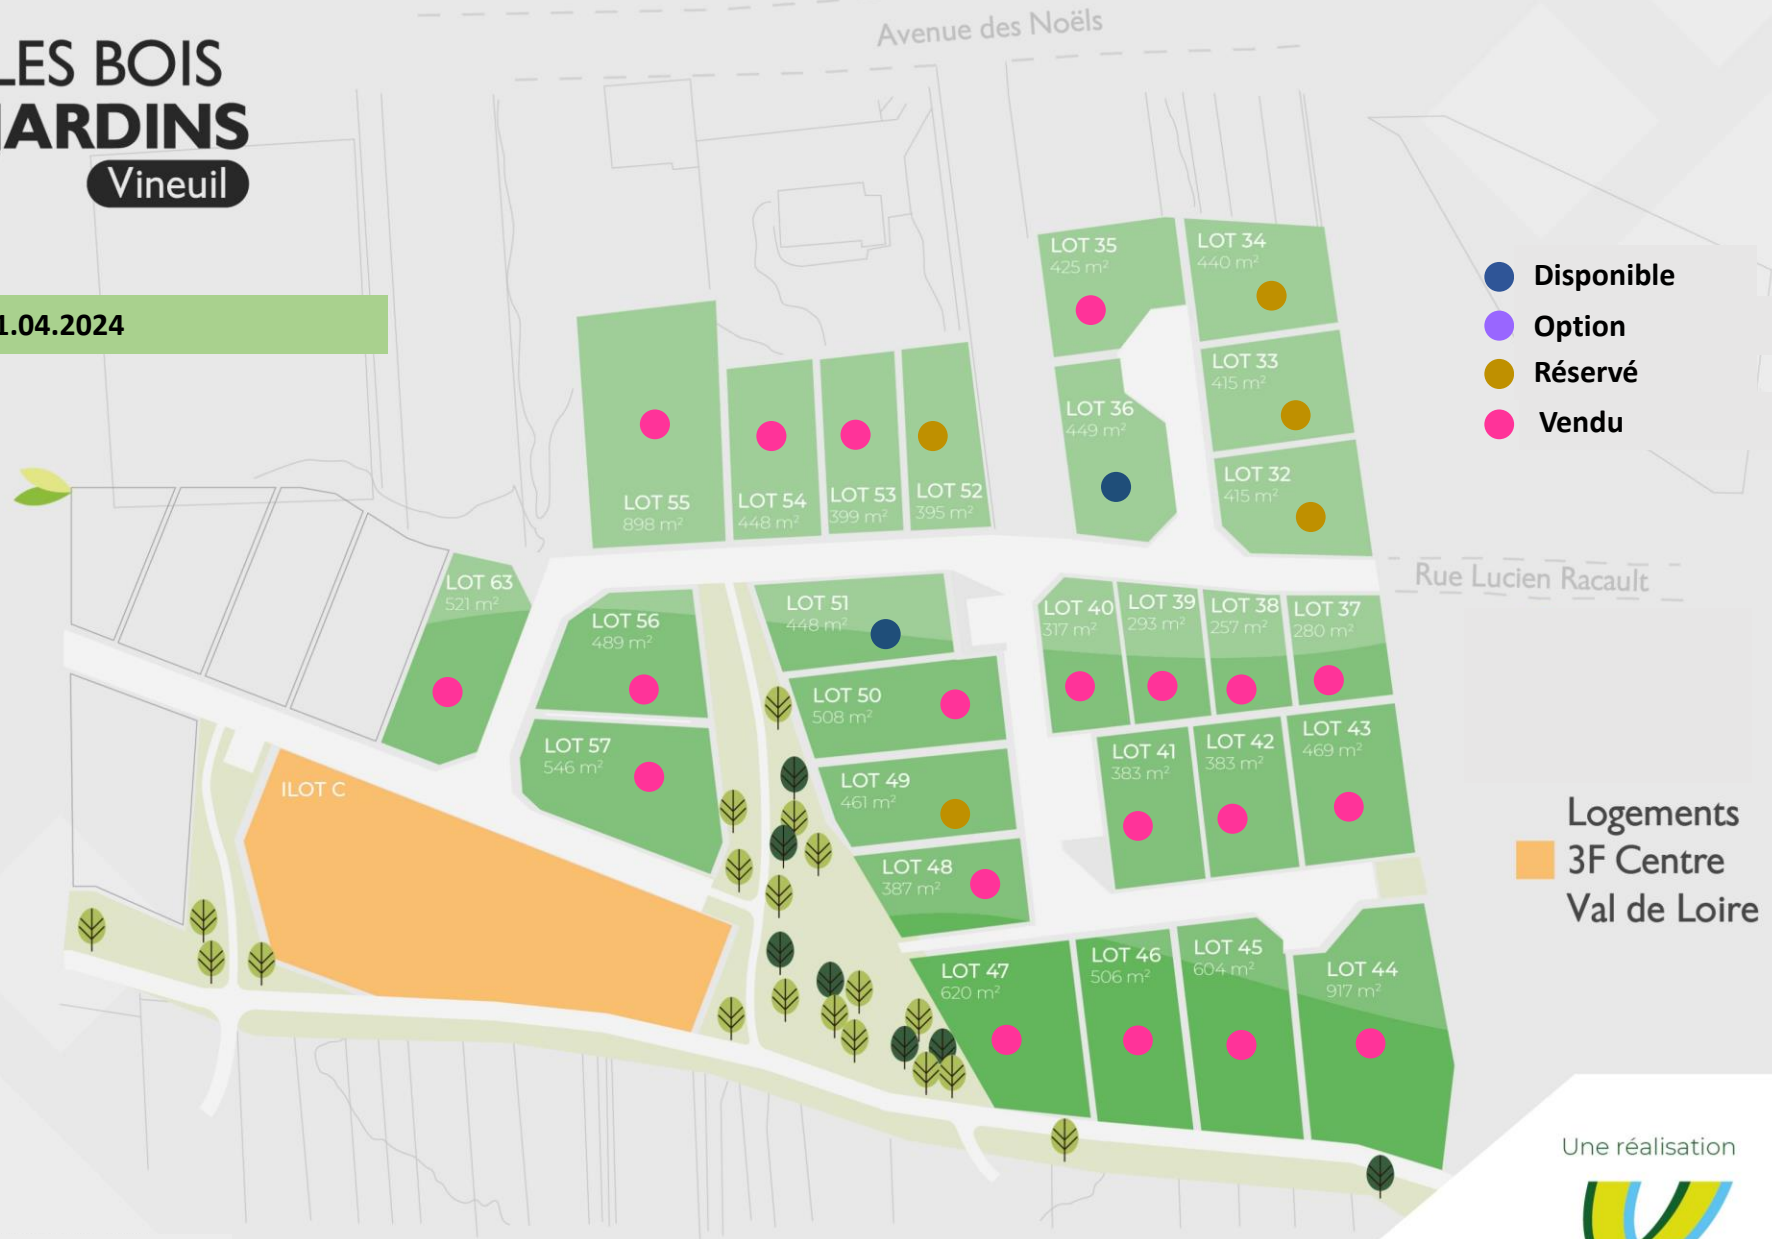 Avenue des Noëls
LES BOIS
JARDINS
Vineuil
1.04.2024
Disponible
Option
Réservé
Vendu
LOT 35
425 m²
LOT 34
440 m²
LOT 33
415 m²
LOT 36
449 m²
LOT 32
415 m²
LOT 55
898 m²
LOT 54
448 m²
LOT 53
399 m²
LOT 52
395 m²
Rue Lucien Racault
LOT 63
521 m²
LOT 56
489 m²
LOT 51
448 m²
LOT 40
317 m²
LOT 39
293 m²
LOT 38
257 m²
LOT 37
280 m²
LOT 50
508 m²
LOT 57
546 m²
LOT 49
461 m²
LOT 41
383 m²
LOT 42
383 m²
LOT 43
469 m²
ILOT C
LOT 48
387 m²
Logements
3F Centre
Val de Loire
LOT 47
620 m²
LOT 46
506 m²
LOT 45
604 m²
LOT 44
917 m²
Une réalisation